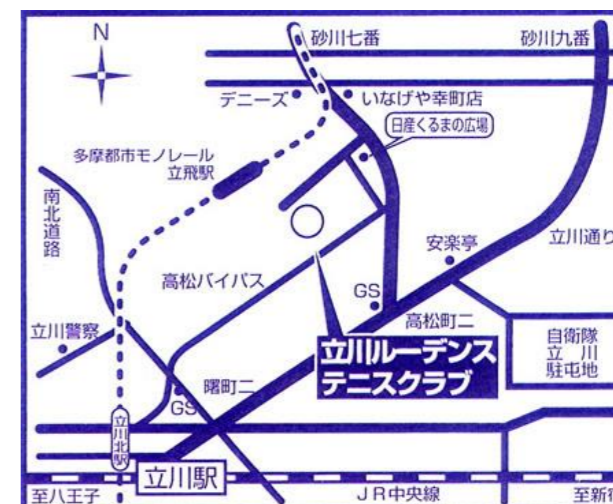 N
砂川七番
砂川九番
デニーズ
いなげや幸町店
日産くるまの広場
多摩都市モノレール
立飛駅
南北道路
安楽亭
立川通り
高松バイパス
GS
高松町二
立川警察
立川ルーデンス
テニスクラブ
自衛隊
立川
駐屯地
曙町二
GS
立川北駅
立川駅
至八王子
JR中央線
至新宿